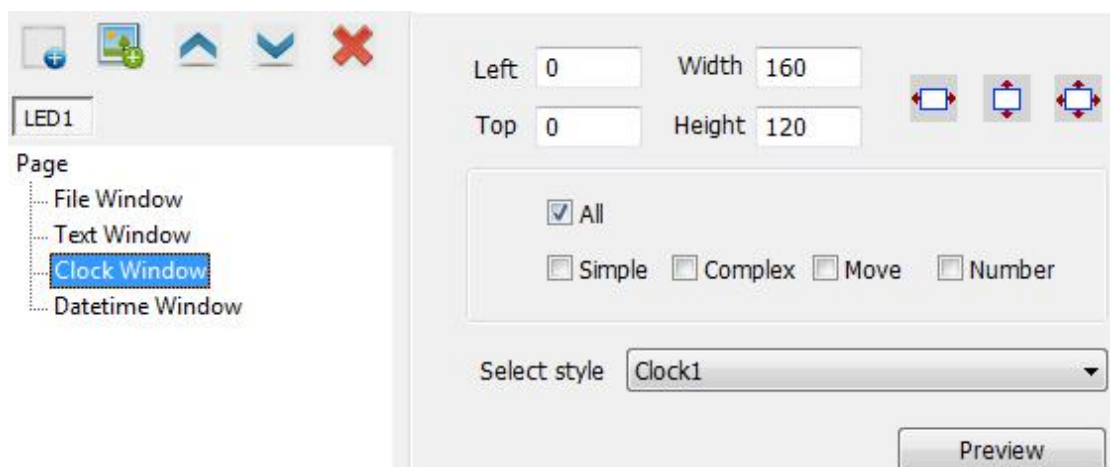 LED1
Page
File Window
Text Window
Clock Window
Datetime Window
Left 0 Width 160
Top 0 Height 120
All
Simple Complex Move Number
Select style Clock1
Preview